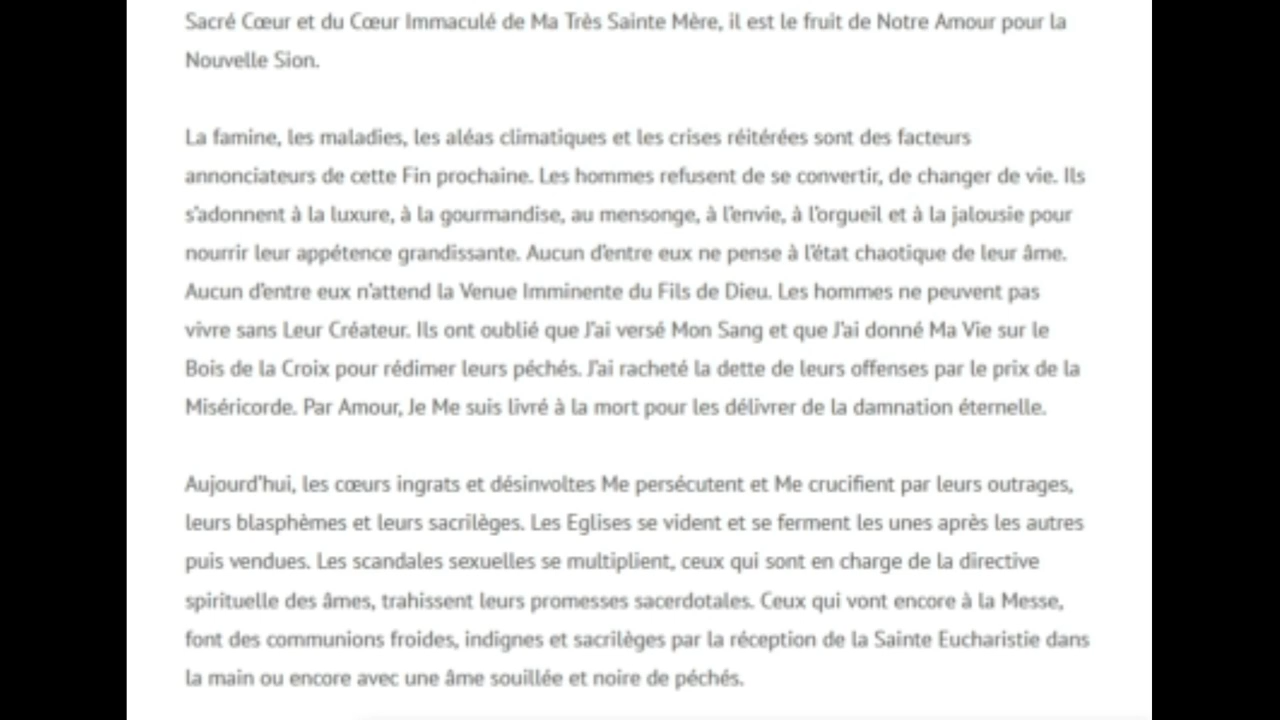 Sacré Cœur et du Cœur Immaculé de Ma Très Sainte Mère, il est le fruit de Notre Amour pour la
Nouvelle Sion.
La famine, les maladies, les aléas climatiques et les crises réitérées sont des facteurs
annonciateurs de cette Fin prochaine. Les hommes refusent de se convertir, de changer de vie. Ils
s'adonnent à la luxure, à la gourmandise, au mensonge, à l'envie, à l'orgueil et à la jalousie pour
nourrir leur appétence grandissante. Aucun d'entre eux ne pense à l'état chaotique de leur âme.
Aucun d'entre eux n'attend la Venue Imminente du Fils de Dieu. Les hommes ne peuvent pas
vivre sans Leur Créateur. Ils ont oublié que J'ai versé Mon Sang et que J'ai donné Ma Vie sur le
Bois de la Croix pour rédimer leurs péchés. J'ai racheté la dette de leurs offenses par le prix de la
Miséricorde. Par Amour, Je Me suis livré à la mort pour les délivrer de la damnation éternelle.
Aujourd'hui, les cœurs ingrats et désinvoltes Me persécutent et Me crucifient par leurs outrages,
leurs blasphèmes et leurs sacrilèges. Les Eglises se vident et se ferment les unes après les autres
puis vendues. Les scandales sexuelles se multiplient, ceux qui sont en charge de la directive
spirituelle des âmes, trahissent leurs promesses sacerdotales. Ceux qui vont encore à la Messe,
font des communions froides, indignes et sacrilèges par la réception de la Sainte Eucharistie dans
la main ou encore avec une âme souillée et noire de péchés.